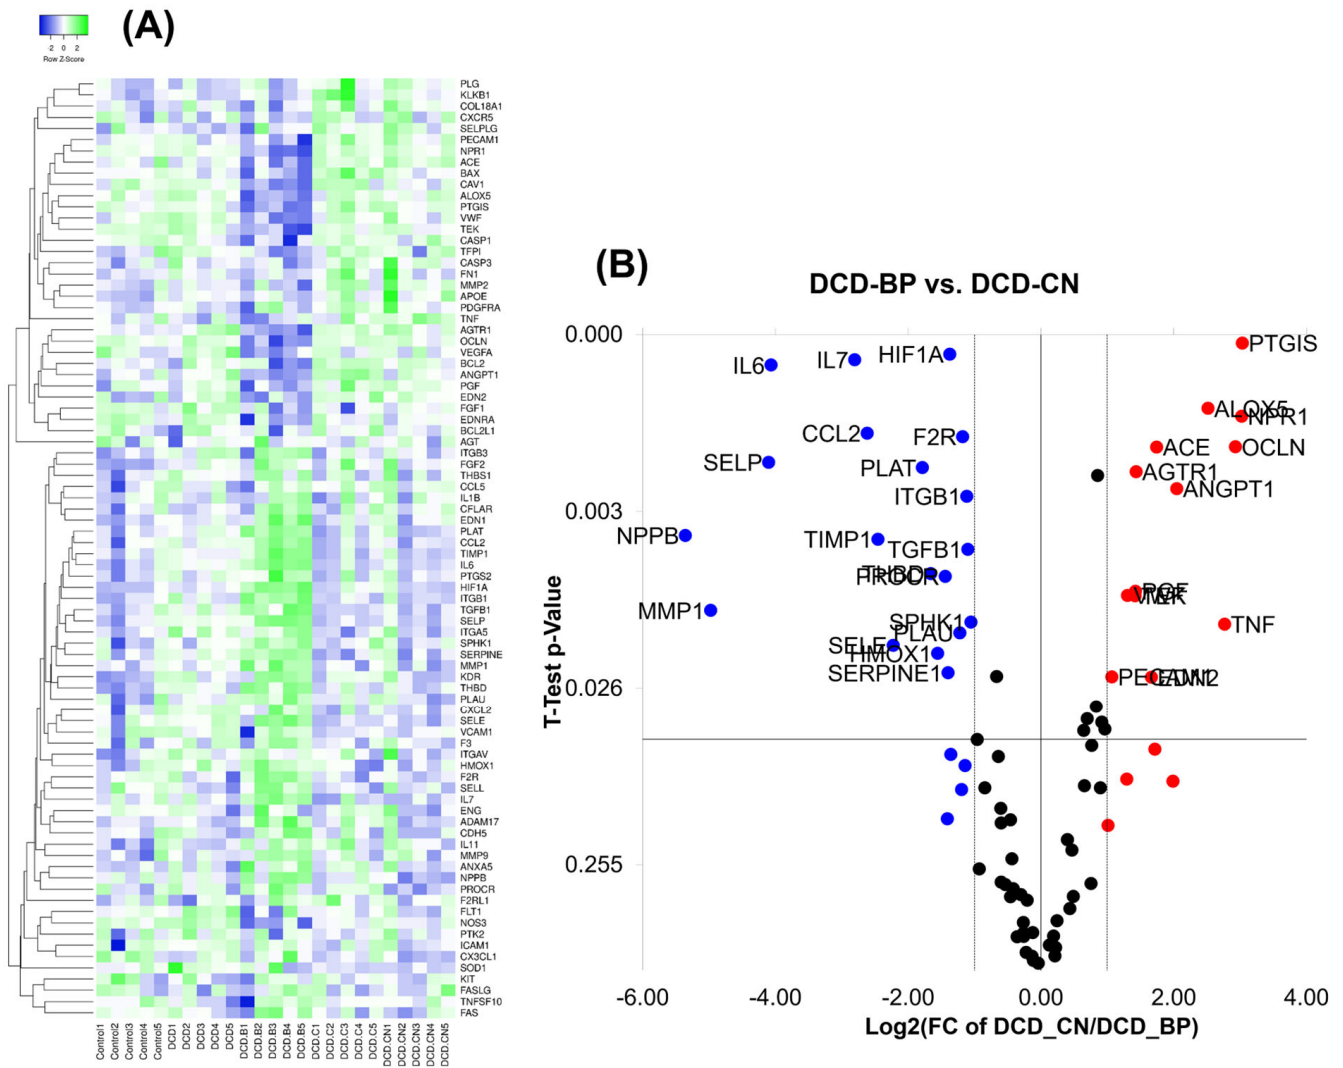 (A)
-2 0 2
Row Z-Score
PLG
KLKB1
COL18A1
CXCR5
SELPLG
PECAM1
NPR1
ACE
BAX
CAV1
ALOX5
PTGIS
VWF
TEK
CASP1
TFPI
CASP3
FN1
MMP2
APOE
PDGFRA
TNF
AGTR1
OCLN
VEGFA
BCL2
ANGPT1
PGF
EDN2
FGF1
EDNRA
BCL2L1
AGT
ITGB3
FGF2
THBS1
CCL5
IL1B
CFLAR
EDN1
PLAT
CCL2
TIMP1
IL6
PTGS2
HIF1A
ITGB1
TGFB1
SELP
ITGA5
SPHK1
SERPINE
MMP1
KDR
THBD
PLAU
CXCL2
SELE
VCAM1
F3
ITGAV
HMOX1
F2R
SELL
IL7
ENG
ADAM17
CDH5
IL11
MMP9
ANXA5
NPPB
PROCR
F2RL1
FLT1
NOS3
PTK2
ICAM1
CX3CL1
SOD1
KIT
FASLG
TNFSF10
FAS
Control1
Control2
Control3
Control4
Control5
DCD1
DCD2
DCD3
DCD4
DCD5
DCD.B1
DCD.B2
DCD.B3
DCD.B4
DCD.B5
DCD.C1
DCD.C2
DCD.C3
DCD.C4
DCD.C5
DCD.CN1
DCD.CN2
DCD.CN3
DCD.CN4
DCD.CN5
(B)
DCD-BP vs. DCD-CN
T-Test p-Value
0.000
0.003
0.026
0.255
IL6
IL7
HIF1A
PTGIS
ALOX5
NPR1
CCL2
F2R
ACE
OCLN
SELP
PLAT
AGTR1
ITGB1
ANGPT1
NPPB
TIMP1
TGFB1
THBD
PROCR
PGF
TEK
MMP1
SPHK1
TNF
PLAU
SELE
HMOX1
SERPINE1
PECAM1
EDN2
-6.00 -4.00 -2.00 0.00 2.00 4.00
Log2(FC of DCD_CN/DCD_BP)